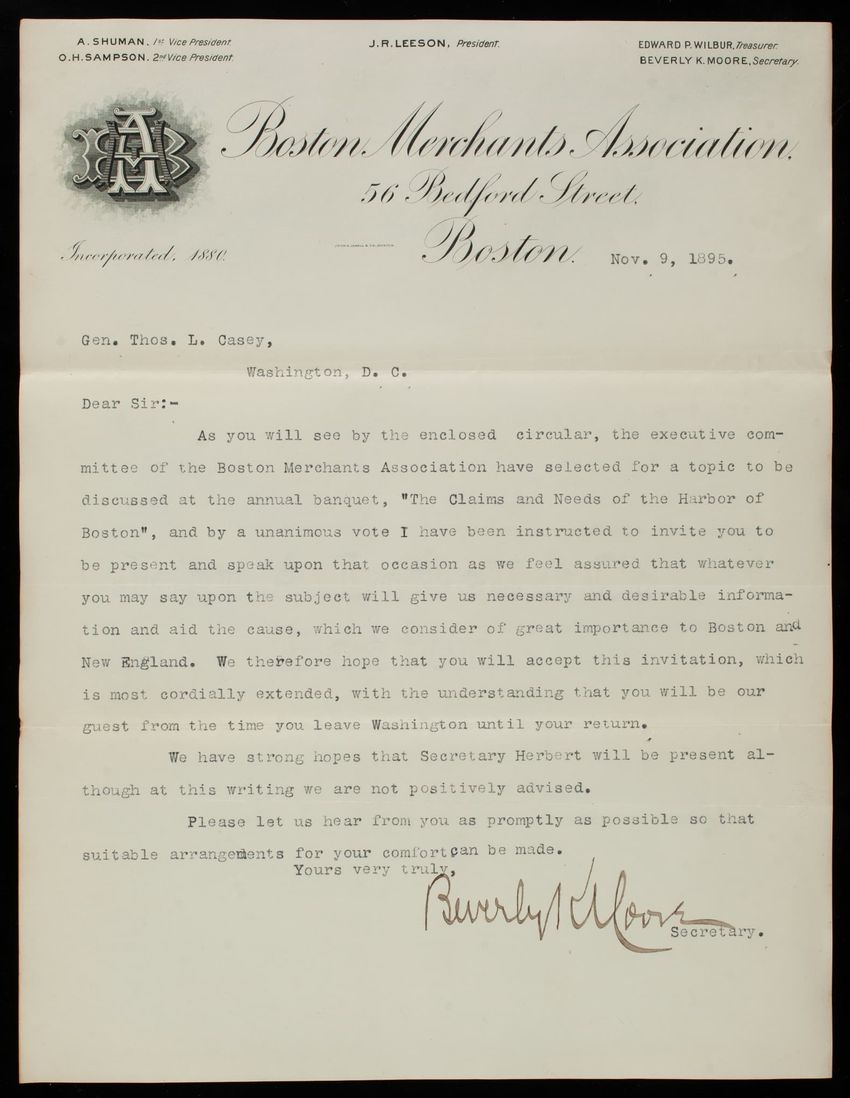 A. SHUMAN, 1st Vice President.
O.H. SAMPSON. 2nd Vice President.
J.R. LEESON, President.
EDWARD P. WILBUR, Treasurer.
BEVERLY K. MOORE, Secretary.
BMA
Boston Merchants Association.
56 Bedford Street.
Incorporated, 1880.
Boston. Nov. 9, 1895.
Gen. Thos. L. Casey,
Washington, D. C.
Dear Sir:-
As you will see by the enclosed circular, the executive com-
mittee of the Boston Merchants Association have selected for a topic to be
discussed at the annual banquet, "The Claims and Needs of the Harbor of
Boston", and by a unanimous vote I have been instructed to invite you to
be present and speak upon that occasion as we feel assured that whatever
you may say upon the subject will give us necessary and desirable informa-
tion and aid the cause, which we consider of great importance to Boston and
New England. We therefore hope that you will accept this invitation, which
is most cordially extended, with the understanding that you will be our
guest from the time you leave Washington until your return.
We have strong hopes that Secretary Herbert will be present al-
though at this writing we are not positively advised.
Please let us hear from you as promptly as possible so that
suitable arrangements for your comfort can be made.
Yours very truly,
Beverly K Moore
Secretary.